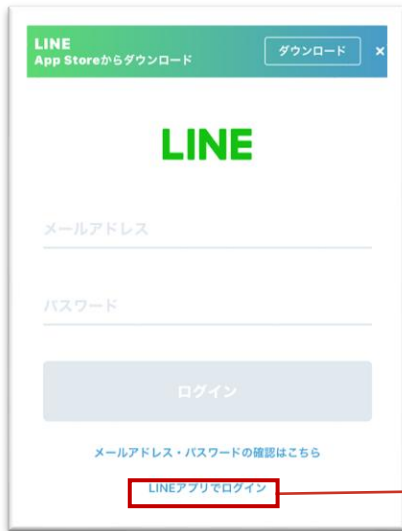 LINE
App Storeからダウンロード
ダウンロード ×
LINE
メールアドレス
パスワード
ログイン
メールアドレス・パスワードの確認はこちら
LINEアプリでログイン